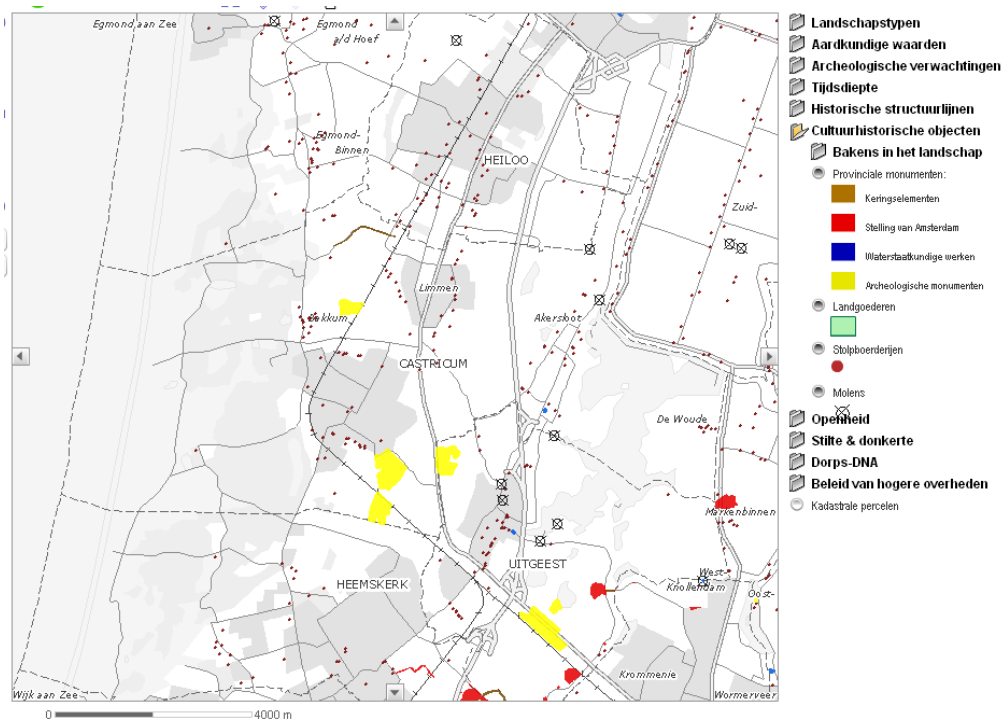 Egmond aan Zee
Egmond
a/d Hoef
Egmond-
Binnen
HEILOO
Zuid-
Limmen
Bakkum
Akersloot
CASTRICUM
De Woude
Markenbinnen
UITGEEST
HEEMSKERK
West-
Knollendam
Oost-
Krommenie
Wijk aan Zee
Wormerveer
0
4000 m
Landschapstypen
Aardkundige waarden
Archeologische verwachtingen
Tijdsdiepte
Historische structuurlijnen
Cultuurhistorische objecten
Bakens in het landschap
Provinciale monumenten:
Keringselementen
Stelling van Amsterdam
Waterstaatkundige werken
Archeologische monumenten
Landgoederen
Stolpboerderijen
Molens
Openheid
Stilte & donkerte
Dorps-DNA
Beleid van hogere overheden
Kadastrale percelen